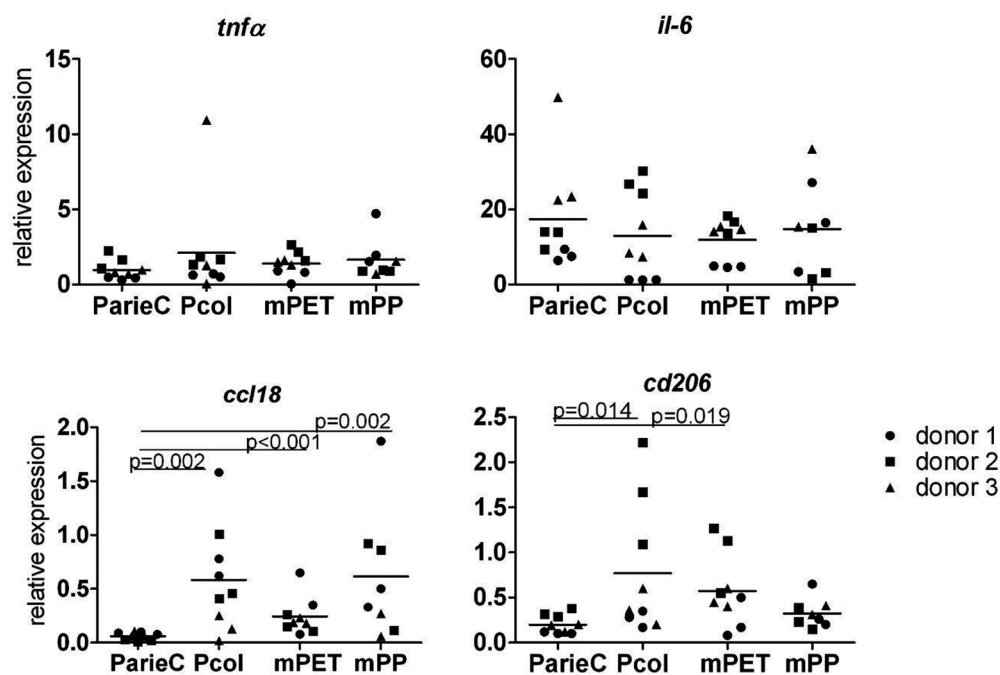 tnfα
il-6
relative expression
15
10
5
0
ParieC Pcol mPET mPP
60
40
20
0
ParieC Pcol mPET mPP
ccl18
cd206
relative expression
2.0
1.5
1.0
0.5
0.0
p=0.002
p<0.001
p=0.002
ParieC Pcol mPET mPP
2.5
2.0
1.5
1.0
0.5
0.0
p=0.014
p=0.019
ParieC Pcol mPET mPP
donor 1
donor 2
donor 3